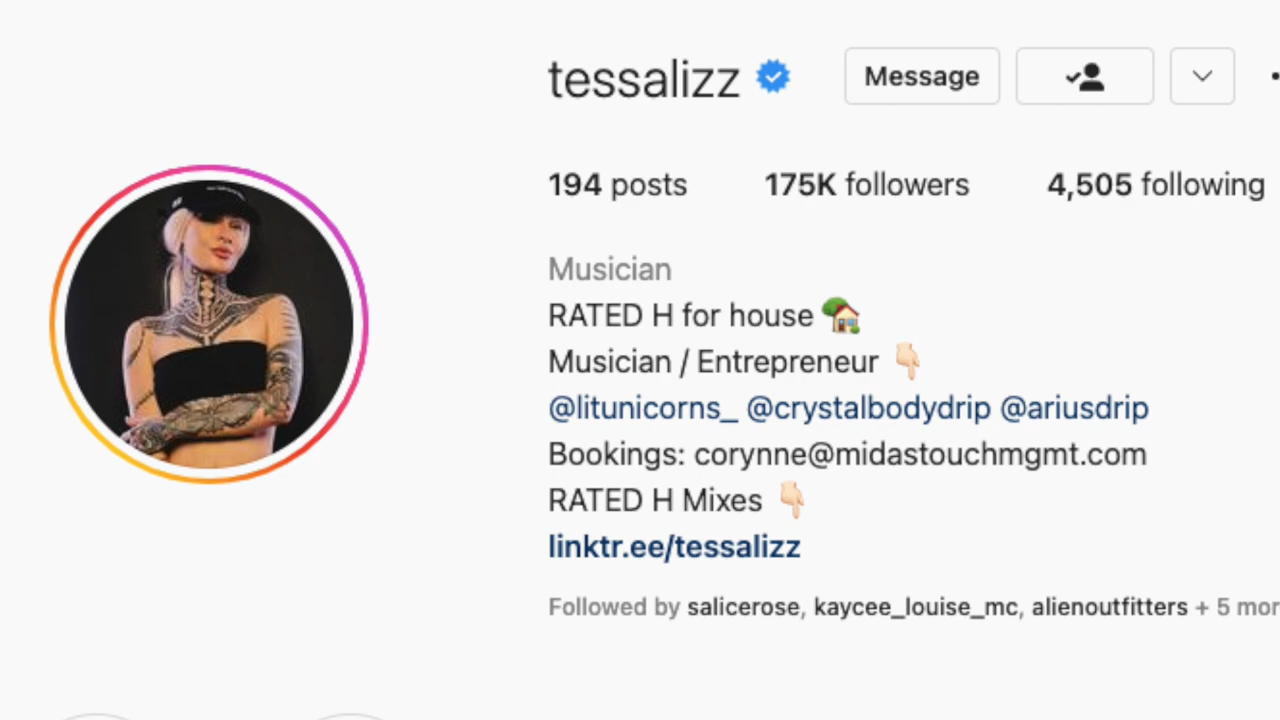 tessalizz
Message
194 posts 175K followers 4,505 following
Musician
RATED H for house 🏡
Musician / Entrepreneur 👇🏻
@litunicorns_ @crystalbodydrip @ariusdrip
Bookings: corynne@midastouchmgmt.com
RATED H Mixes 👇🏻
linktr.ee/tessalizz
Followed by salicerose, kaycee_louise_mc, alienoutfitters + 5 mor